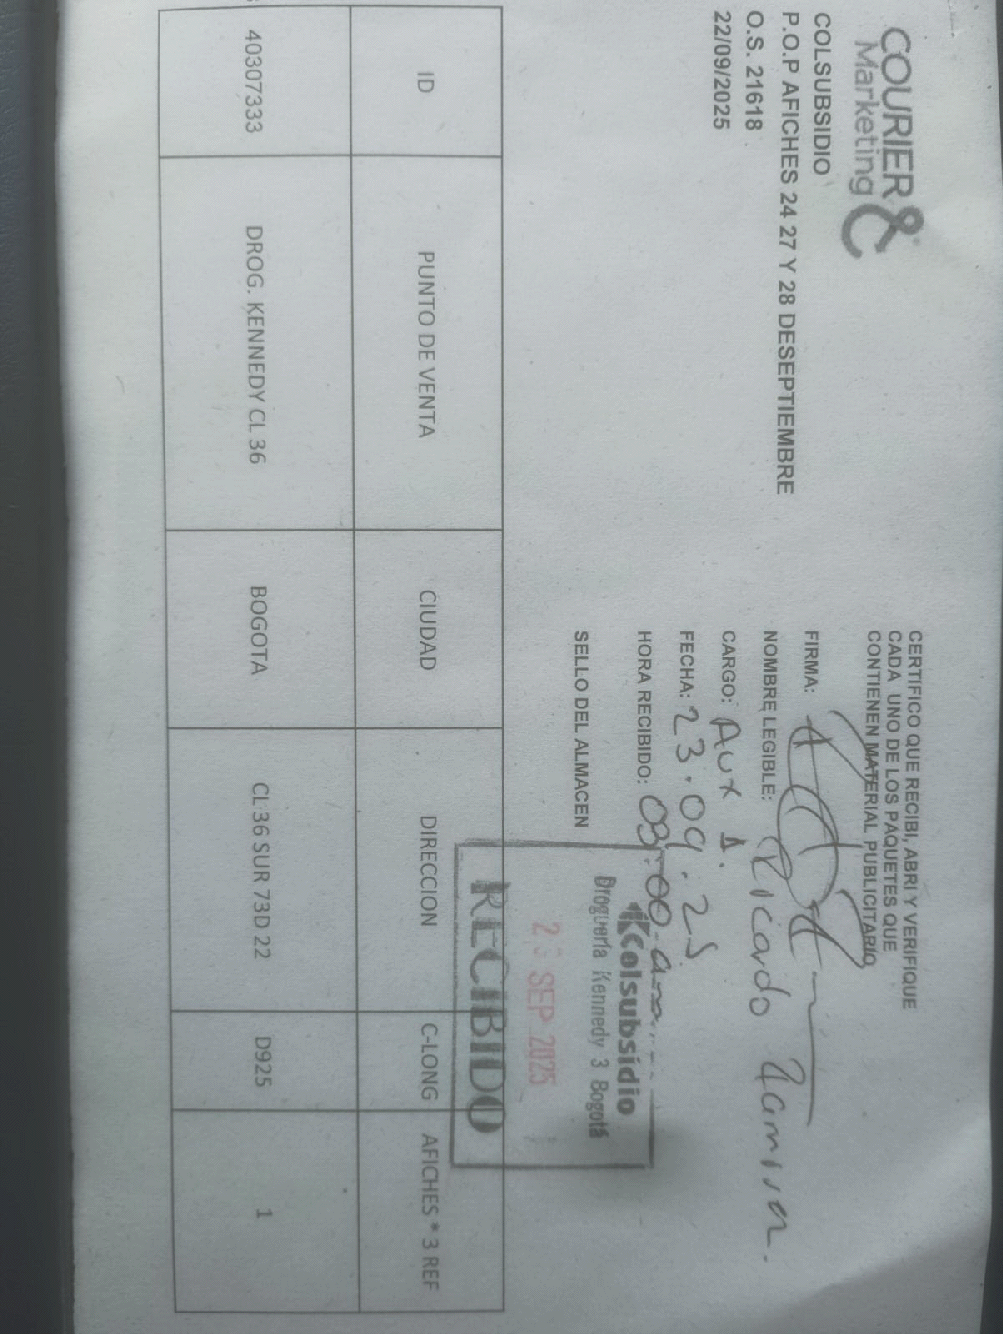 COURIER &
Marketing
COLSUBSIDIO
P.O.P AFICHES 24 27 Y 28 DESEPTIEMBRE
O.S. 21618
22/09/2025
CERTIFICO QUE RECIBI, ABRI Y VERIFIQUE
CADA UNO DE LOS PAQUETES QUE
CONTIENEN MATERIAL PUBLICITARIO
FIRMA:
NOMBRE LEGIBLE: Ricardo
CARGO: Aux 1.
FECHA: 23.09.25
HORA RECIBIDO: 08:00 am
SELLO DEL ALMACEN
Colsubsidio
Droguería Kennedy 3 Bogotá
SEP 2025
RECIBIDO
ID PUNTO DE VENTA CIUDAD DIRECCION C-LONG AFICHES * 3 REF
40307333 DROG. KENNEDY CL 36 BOGOTA CL 36 SUR 73D 22 D925 1